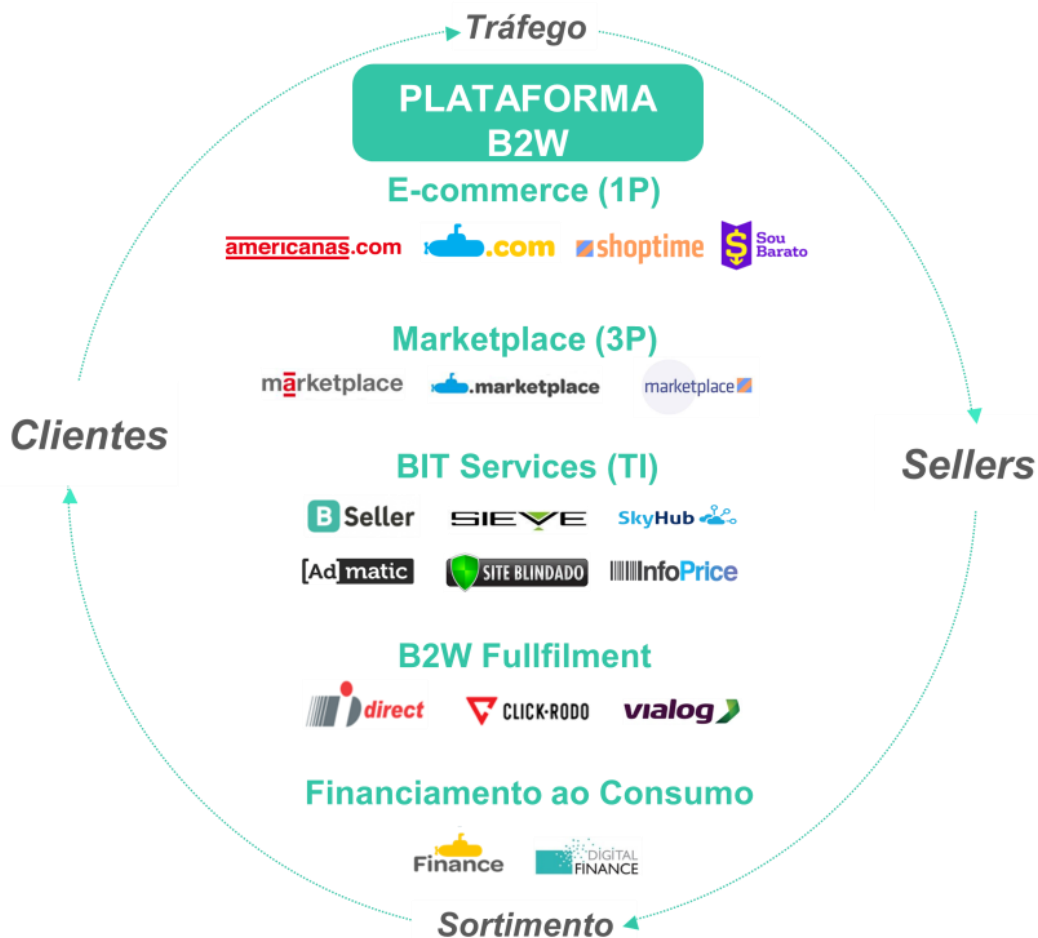 Tráfego
PLATAFORMA
B2W
E-commerce (1P)
americanas.com .com shoptime Sou
Barato
Marketplace (3P)
marketplace .marketplace marketplace
Clientes
Sellers
BIT Services (TI)
B Seller SIEVE SkyHub
[Ad]matic SITE BLINDADO InfoPrice
B2W Fullfilment
direct CLICK-RODO vialog
Financiamento ao Consumo
Finance DIGITAL
FINANCE
Sortimento